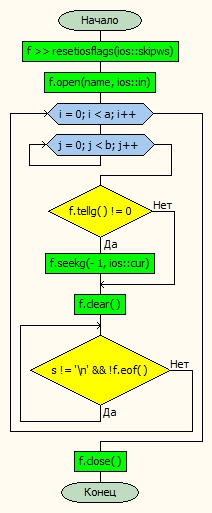 Начало
f >> resetiosflags(ios::skipws)
f.open(name, ios::in)
i = 0; i < a; i++
j = 0; j < b; j++
f.tellg( ) != 0
Нет
Да
f.seekg(- 1, ios::cur)
f.clear( )
s != '\n' && !f.eof( )
Нет
Да
f.close( )
Конец